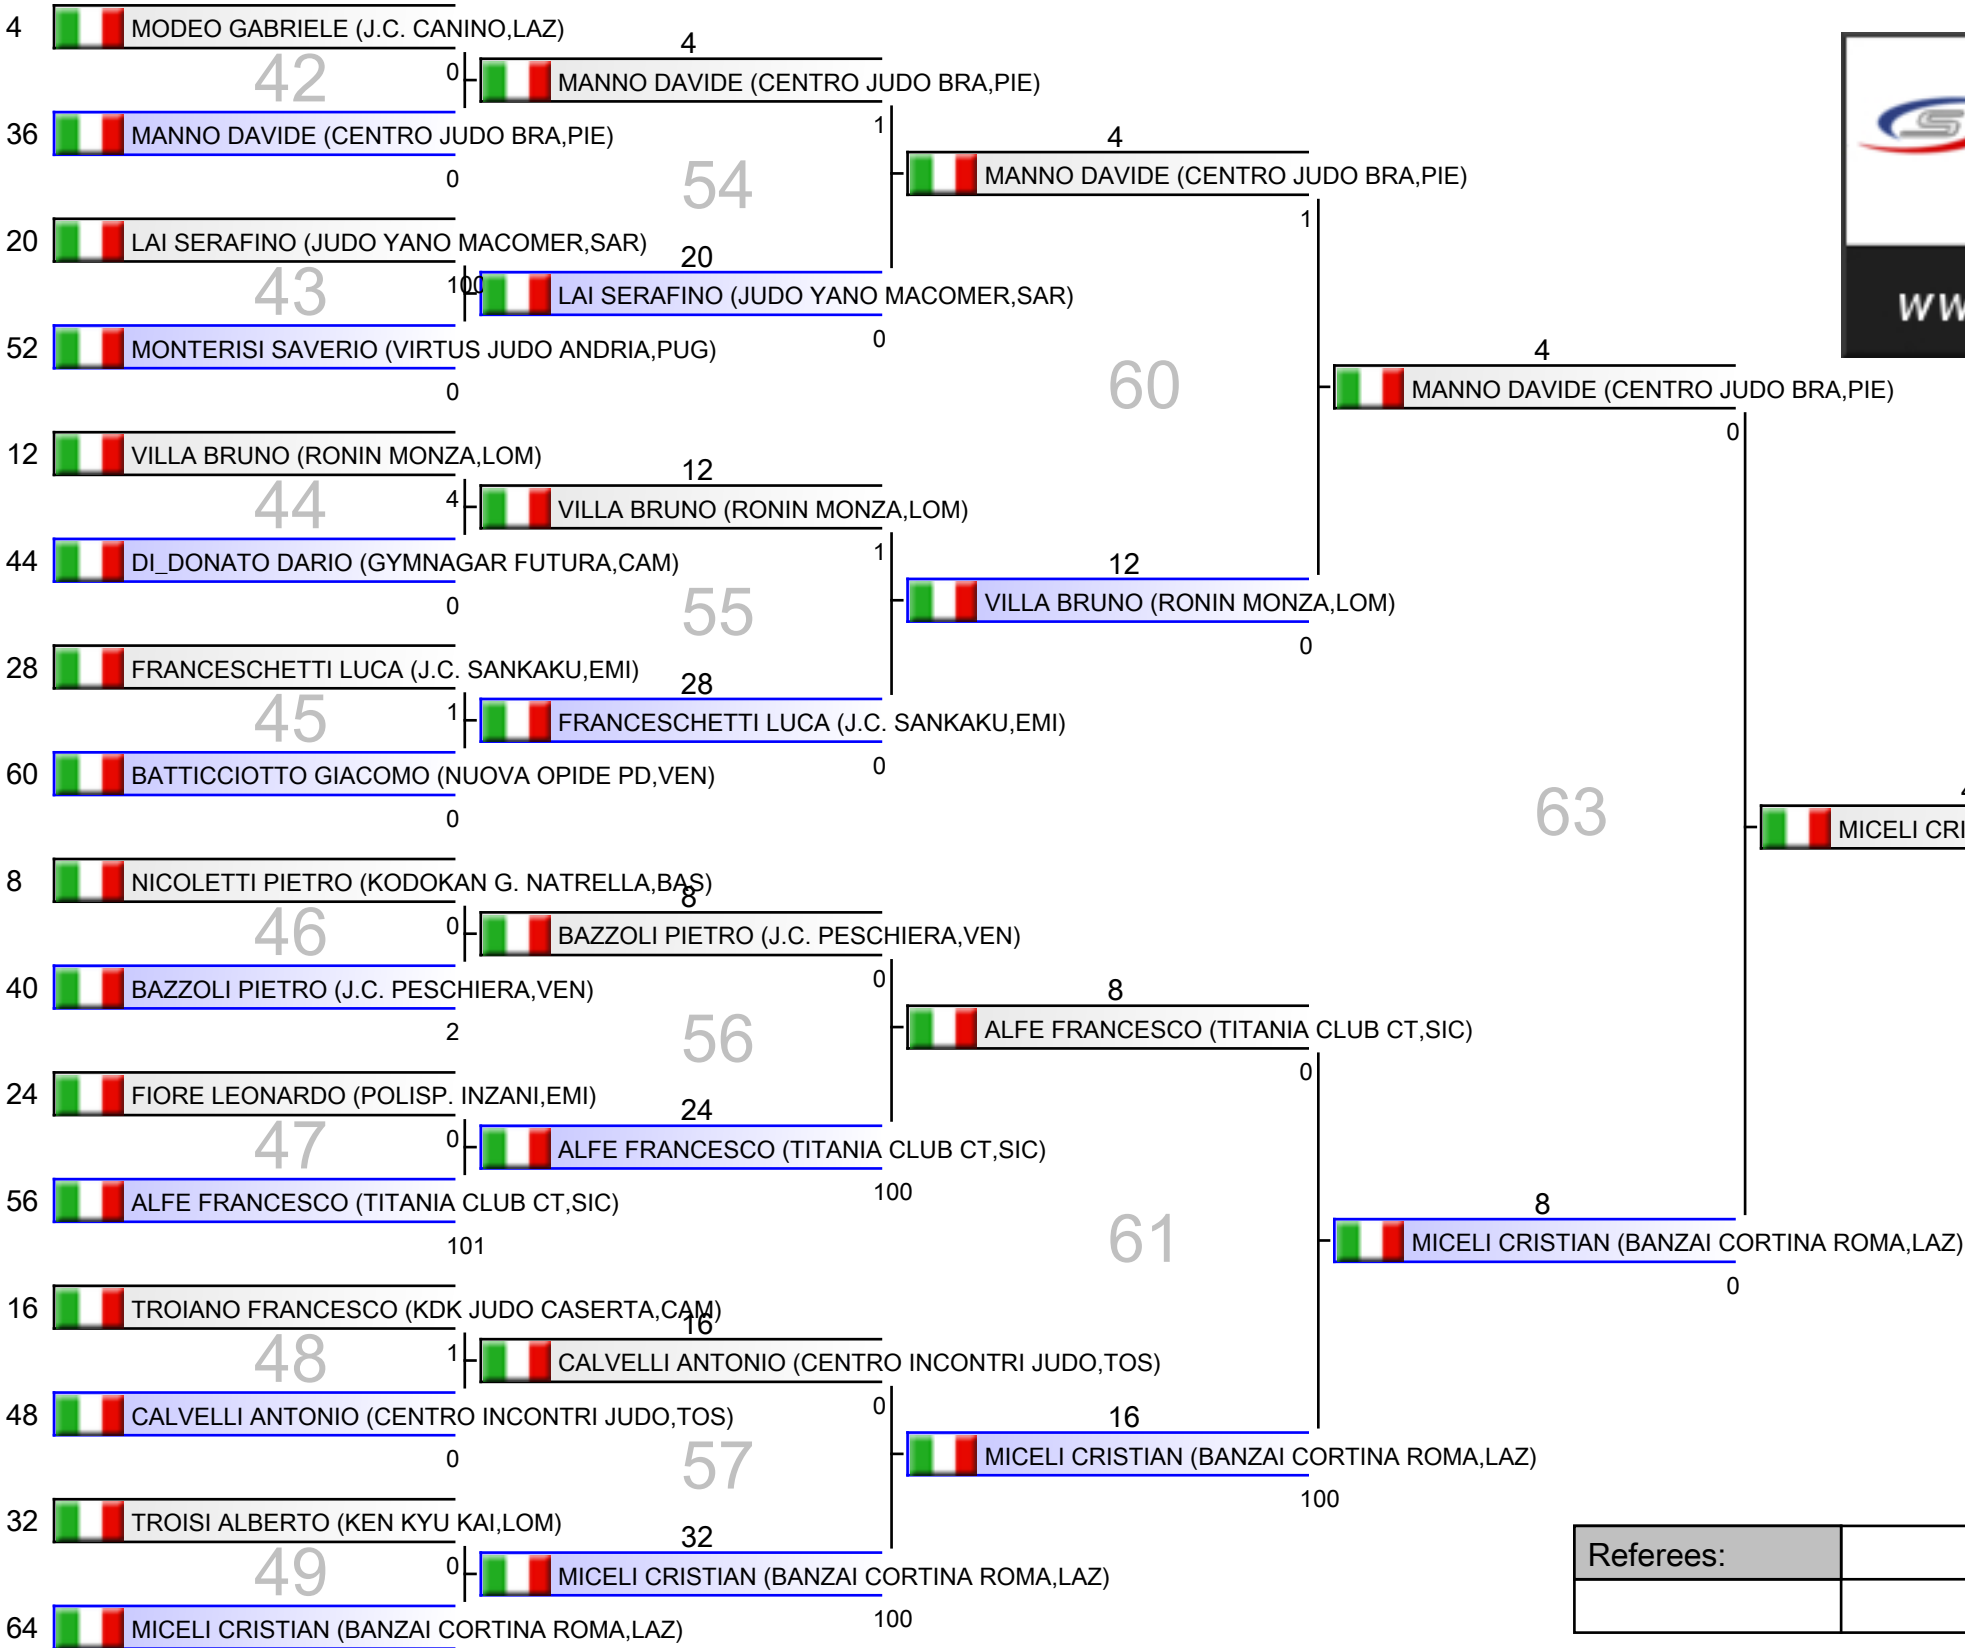 4 MODEO GABRIELE (J.C. CANINO,LAZ)
42
0
36 MANNO DAVIDE (CENTRO JUDO BRA,PIE)
0
20 LAI SERAFINO (JUDO YANO MACOMER,SAR)
43
100
52 MONTERISI SAVERIO (VIRTUS JUDO ANDRIA,PUG)
0
12 VILLA BRUNO (RONIN MONZA,LOM)
44
4
44 DI_DONATO DARIO (GYMNAGAR FUTURA,CAM)
0
28 FRANCESCHETTI LUCA (J.C. SANKAKU,EMI)
45
1
60 BATTICCIOTTO GIACOMO (NUOVA OPIDE PD,VEN)
0
8 NICOLETTI PIETRO (KODOKAN G. NATRELLA,BAS)
46
0
40 BAZZOLI PIETRO (J.C. PESCHIERA,VEN)
2
24 FIORE LEONARDO (POLISP. INZANI,EMI)
47
0
56 ALFE FRANCESCO (TITANIA CLUB CT,SIC)
101
16 TROIANO FRANCESCO (KDK JUDO CASERTA,CAM)
48
1
48 CALVELLI ANTONIO (CENTRO INCONTRI JUDO,TOS)
0
32 TROISI ALBERTO (KEN KYU KAI,LOM)
49
0
64 MICELI CRISTIAN (BANZAI CORTINA ROMA,LAZ)
4
MANNO DAVIDE (CENTRO JUDO BRA,PIE)
1
54
20
LAI SERAFINO (JUDO YANO MACOMER,SAR)
0
12
VILLA BRUNO (RONIN MONZA,LOM)
1
55
28
FRANCESCHETTI LUCA (J.C. SANKAKU,EMI)
0
8
BAZZOLI PIETRO (J.C. PESCHIERA,VEN)
0
56
24
ALFE FRANCESCO (TITANIA CLUB CT,SIC)
100
16
CALVELLI ANTONIO (CENTRO INCONTRI JUDO,TOS)
0
57
32
MICELI CRISTIAN (BANZAI CORTINA ROMA,LAZ)
100
4
MANNO DAVIDE (CENTRO JUDO BRA,PIE)
1
60
12
VILLA BRUNO (RONIN MONZA,LOM)
0
8
ALFE FRANCESCO (TITANIA CLUB CT,SIC)
0
61
16
MICELI CRISTIAN (BANZAI CORTINA ROMA,LAZ)
100
4
MANNO DAVIDE (CENTRO JUDO BRA,PIE)
0
63
8
MICELI CRISTIAN (BANZAI CORTINA ROMA,LAZ)
0
MICELI CRI
Referees: